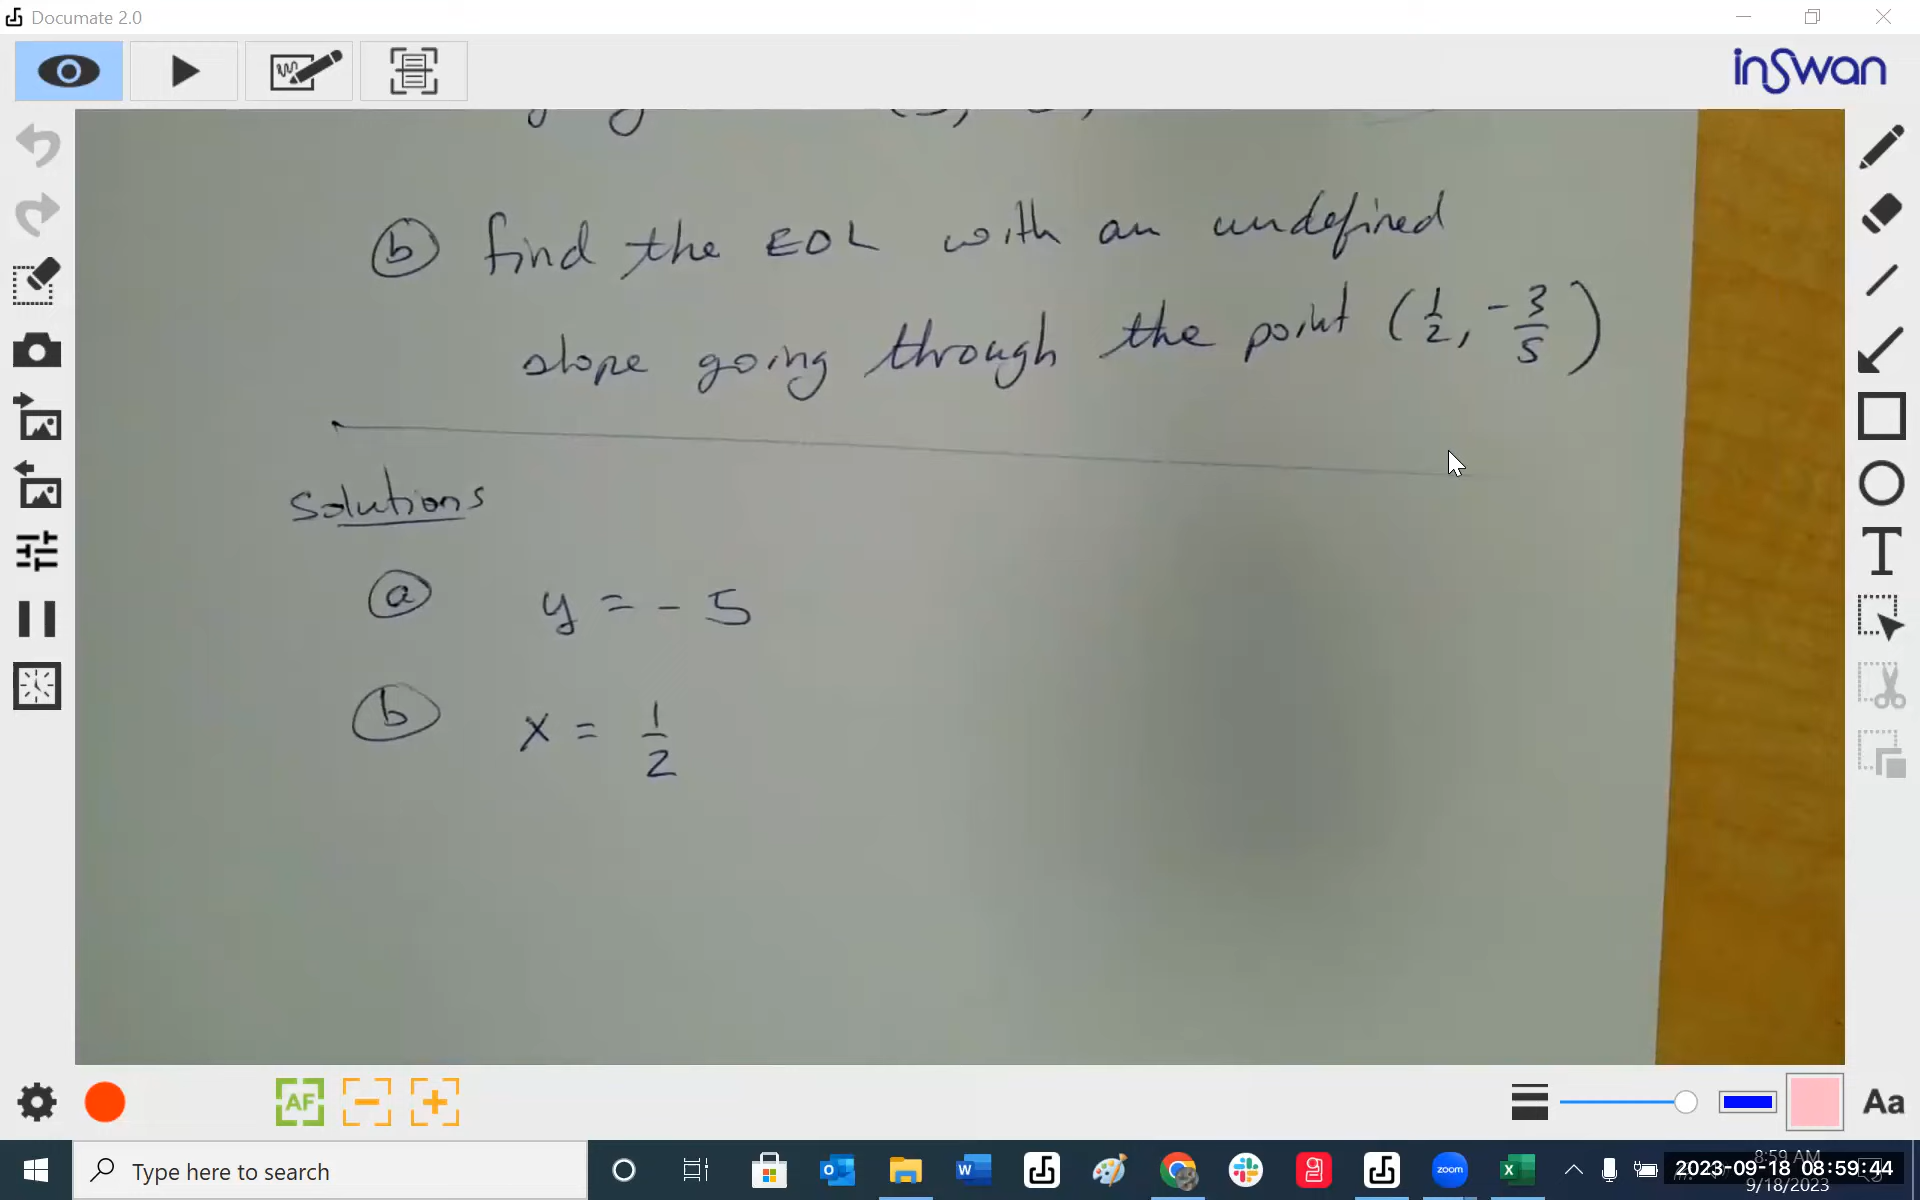 Documate 2.0
inSwan
(b) find the EOL with an undefined
slope going through the point (1/2, -3/5)
Solutions
(a) y = - 5
(b) x = 1/2
T
AF
Aa
Type here to search
zoom
2023-09-18 08:59:44
8:59 AM
9/18/2023